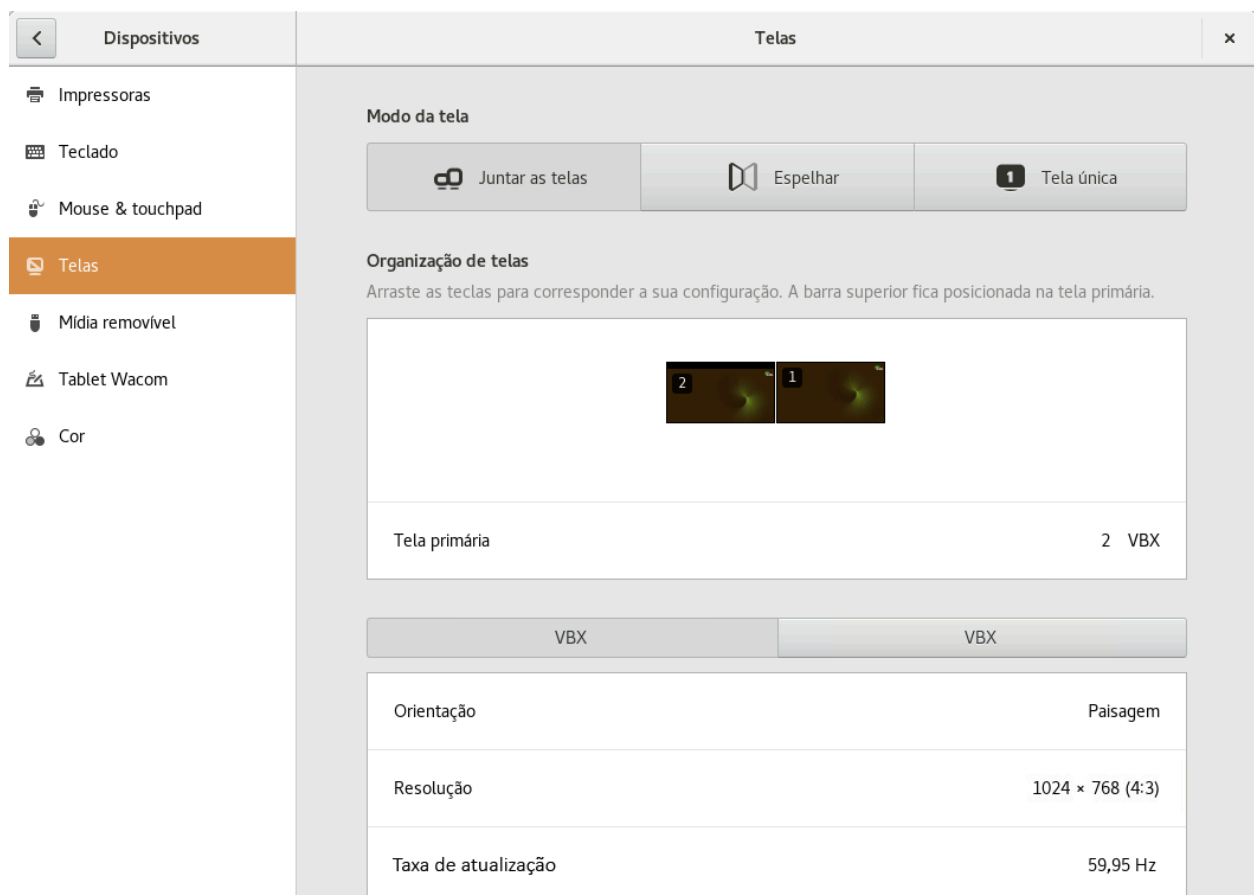 Dispositivos
Telas
×
Impressoras
Teclado
Mouse & touchpad
Telas
Mídia removível
Tablet Wacom
Cor
Modo da tela
Juntar as telas
Espelhar
1 Tela única
Organização de telas
Arraste as teclas para corresponder a sua configuração. A barra superior fica posicionada na tela primária.
2 1
Tela primária 2 VBX
VBX VBX
Orientação Paisagem
Resolução 1024 × 768 (4:3)
Taxa de atualização 59,95 Hz